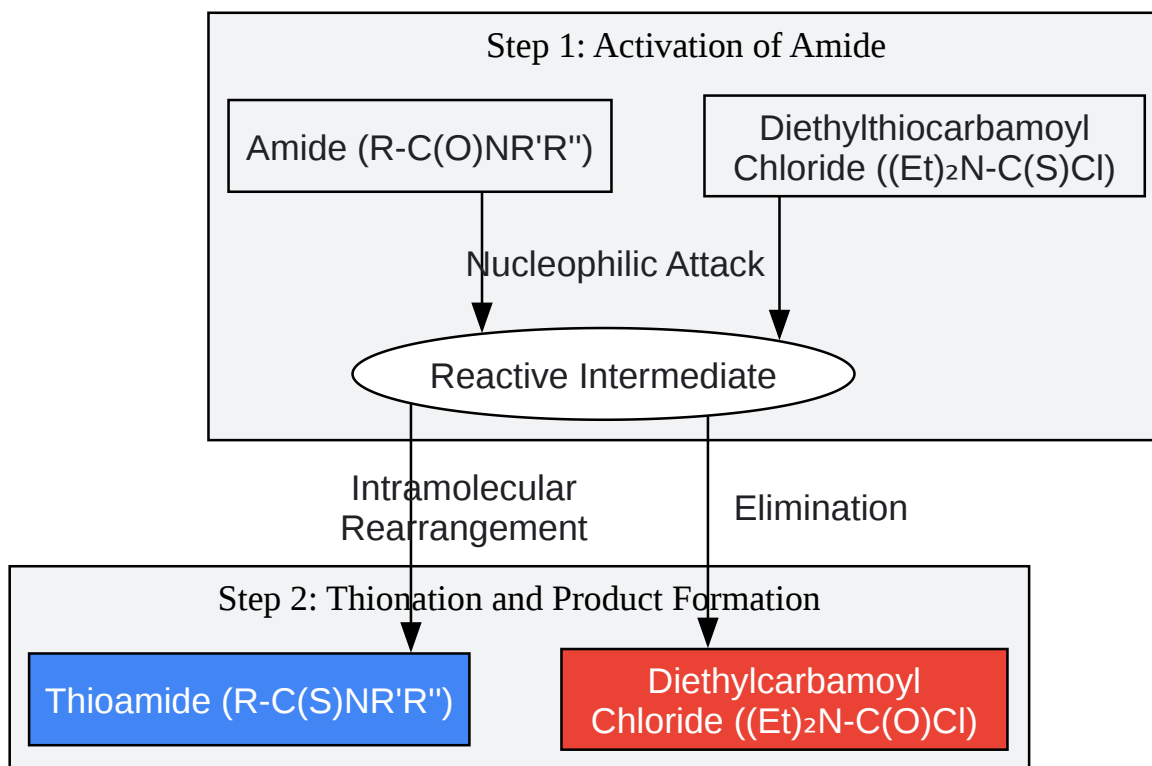 Step 1: Activation of Amide
Amide (R-C(O)NR'R")
Diethylthiocarbamoyl
Chloride ((Et)₂N-C(S)Cl)
Nucleophilic Attack
Reactive Intermediate
Intramolecular
Rearrangement
Elimination
Step 2: Thionation and Product Formation
Thioamide (R-C(S)NR'R")
Diethylcarbamoyl
Chloride ((Et)₂N-C(O)Cl)